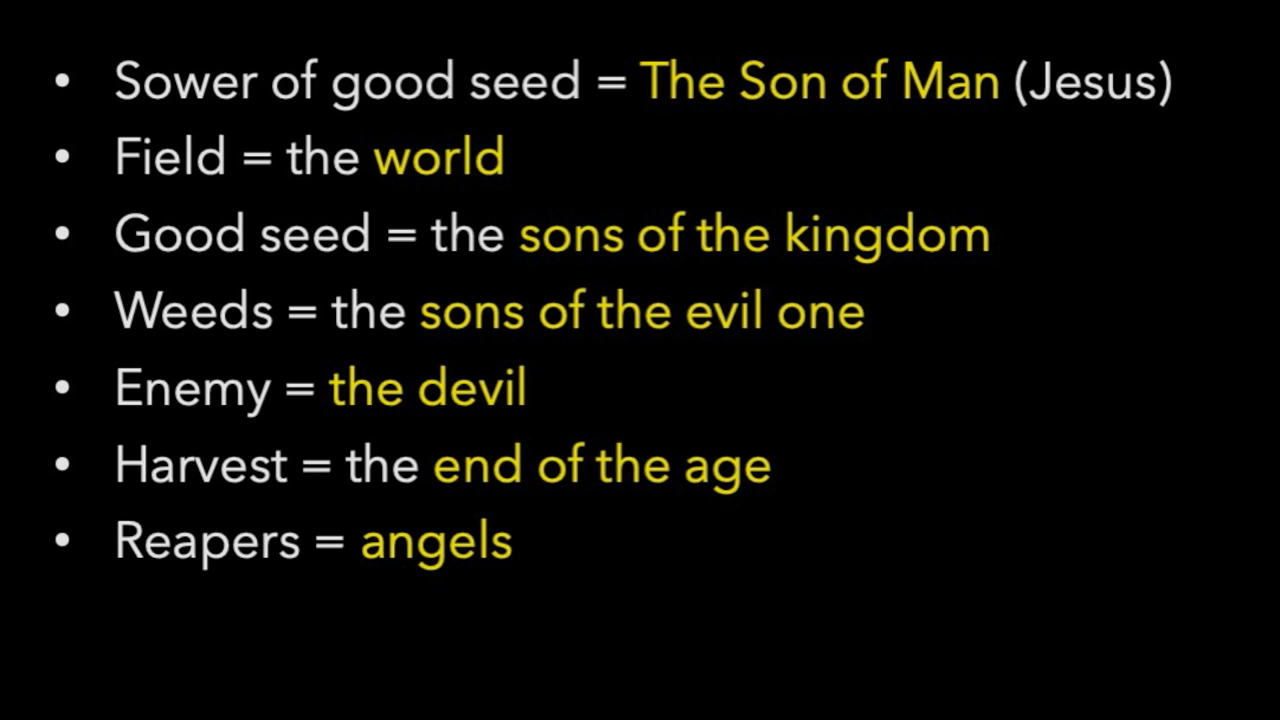 • Sower of good seed = The Son of Man (Jesus)
• Field = the world
• Good seed = the sons of the kingdom
• Weeds = the sons of the evil one
• Enemy = the devil
• Harvest = the end of the age
• Reapers = angels